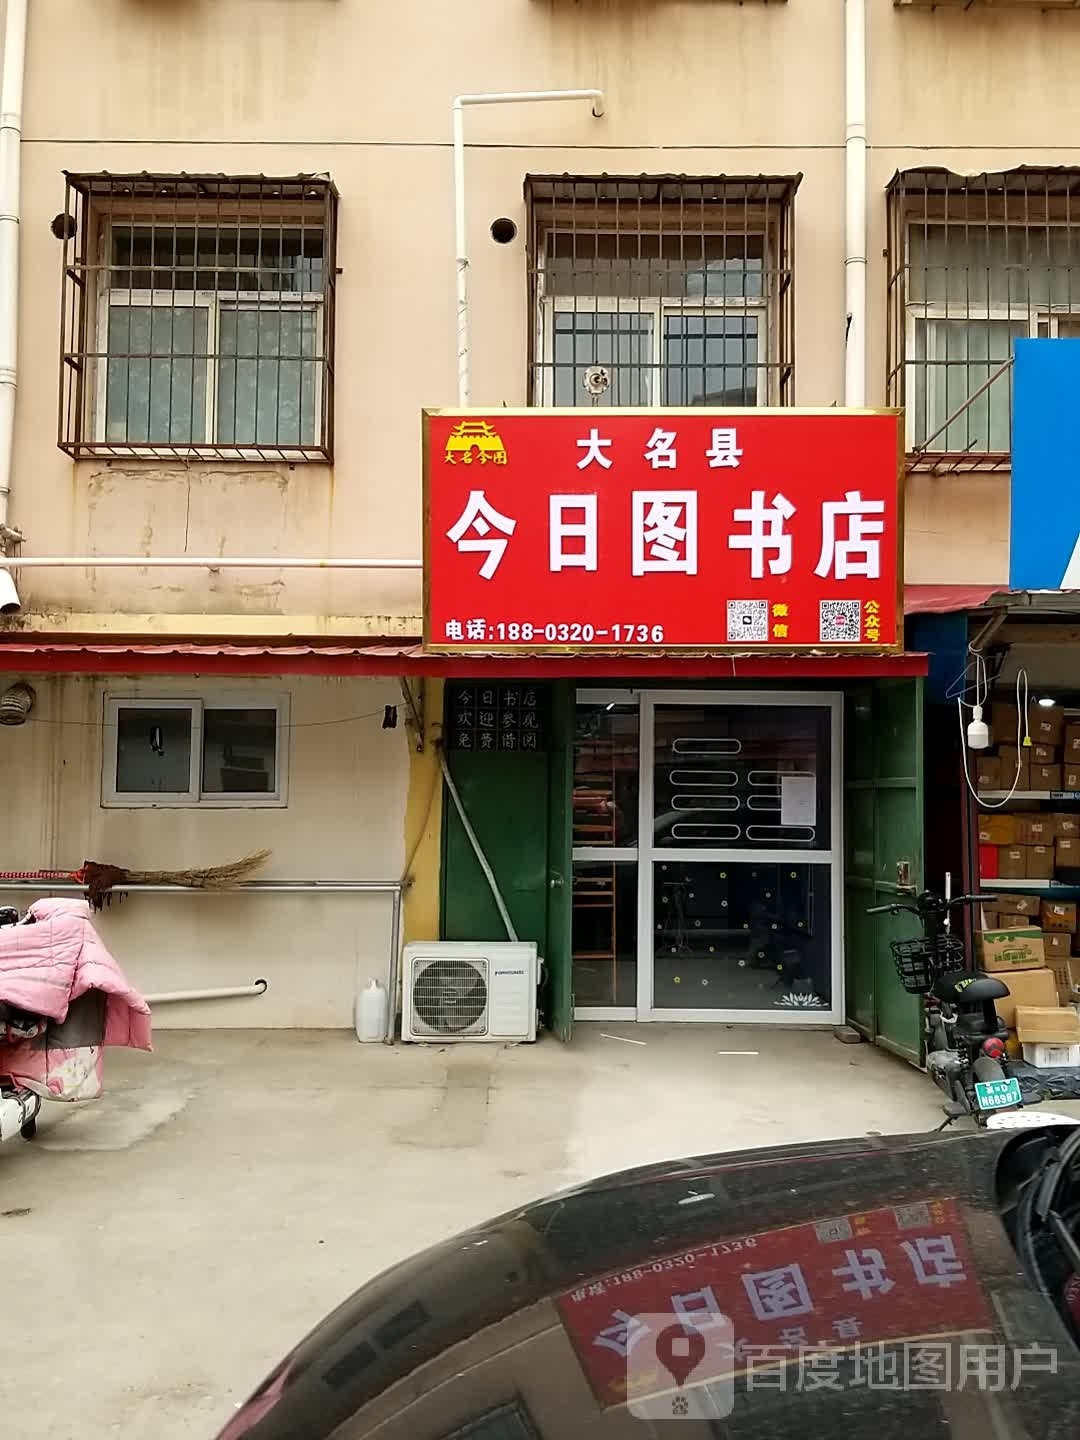 大名今图
大名县
今日图书店
电话:188-0320-1736
微信
公众号
今日书店
欢迎参观
免费借阅
N66967
百度地图用户